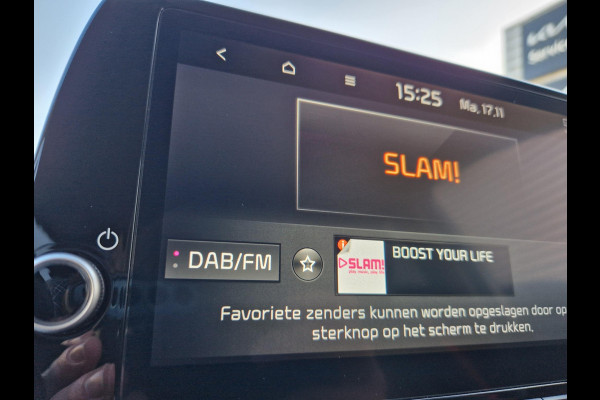 15:25 Ma. 17.11
SLAM!
DAB/FM
SLAM!
BOOST YOUR LIFE
Favoriete zenders kunnen worden opgeslagen door op
sterknop op het scherm te drukken.